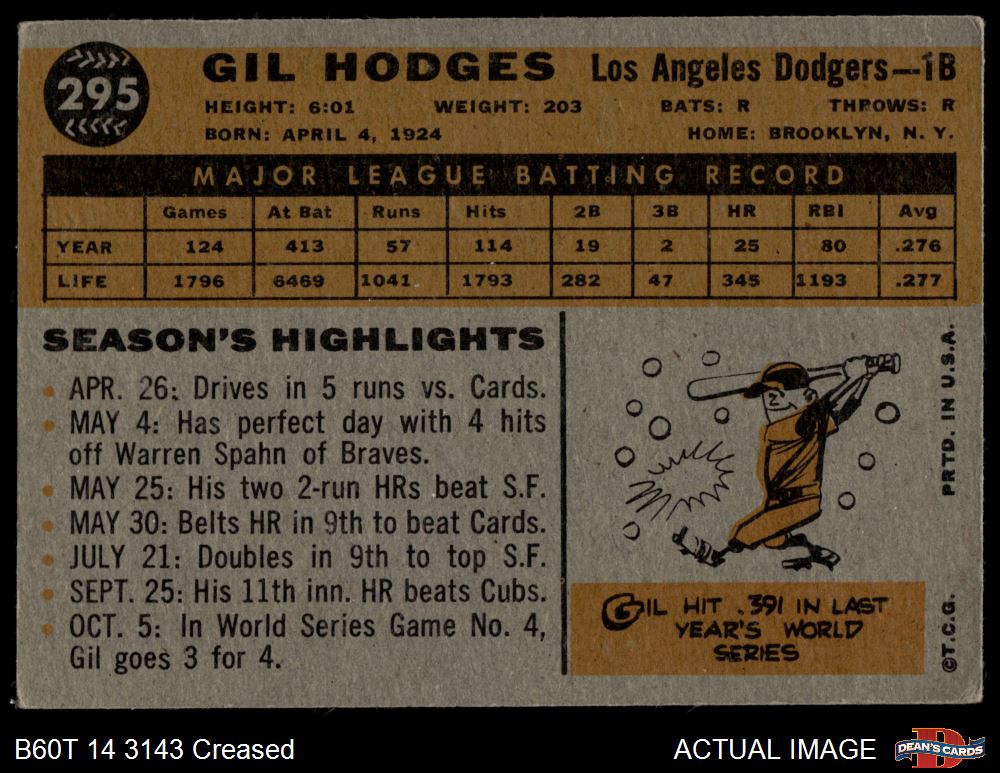 295
GIL HODGES Los Angeles Dodgers—1B
HEIGHT: 6:01 WEIGHT: 203 BATS: R THROWS: R
BORN: APRIL 4, 1924 HOME: BROOKLYN, N. Y.
MAJOR LEAGUE BATTING RECORD
Games At Bat Runs Hits 2B 3B HR RBI Avg
YEAR 124 413 57 114 19 2 25 80 .276
LIFE 1796 6469 1041 1793 282 47 345 1193 .277
SEASON'S HIGHLIGHTS
• APR. 26: Drives in 5 runs vs. Cards.
• MAY 4: Has perfect day with 4 hits
off Warren Spahn of Braves.
• MAY 25: His two 2-run HRs beat S.F.
• MAY 30: Belts HR in 9th to beat Cards.
• JULY 21: Doubles in 9th to top S.F.
• SEPT. 25: His 11th inn. HR beats Cubs.
• OCT. 5: In World Series Game No. 4,
Gil goes 3 for 4.
2
GIL HIT .391 IN LAST
YEAR'S WORLD
SERIES
PRTD. IN U.S.A.
©T.C.G.
B60T 14 3143 Creased
ACTUAL IMAGE
D
DEAN'S CARDS